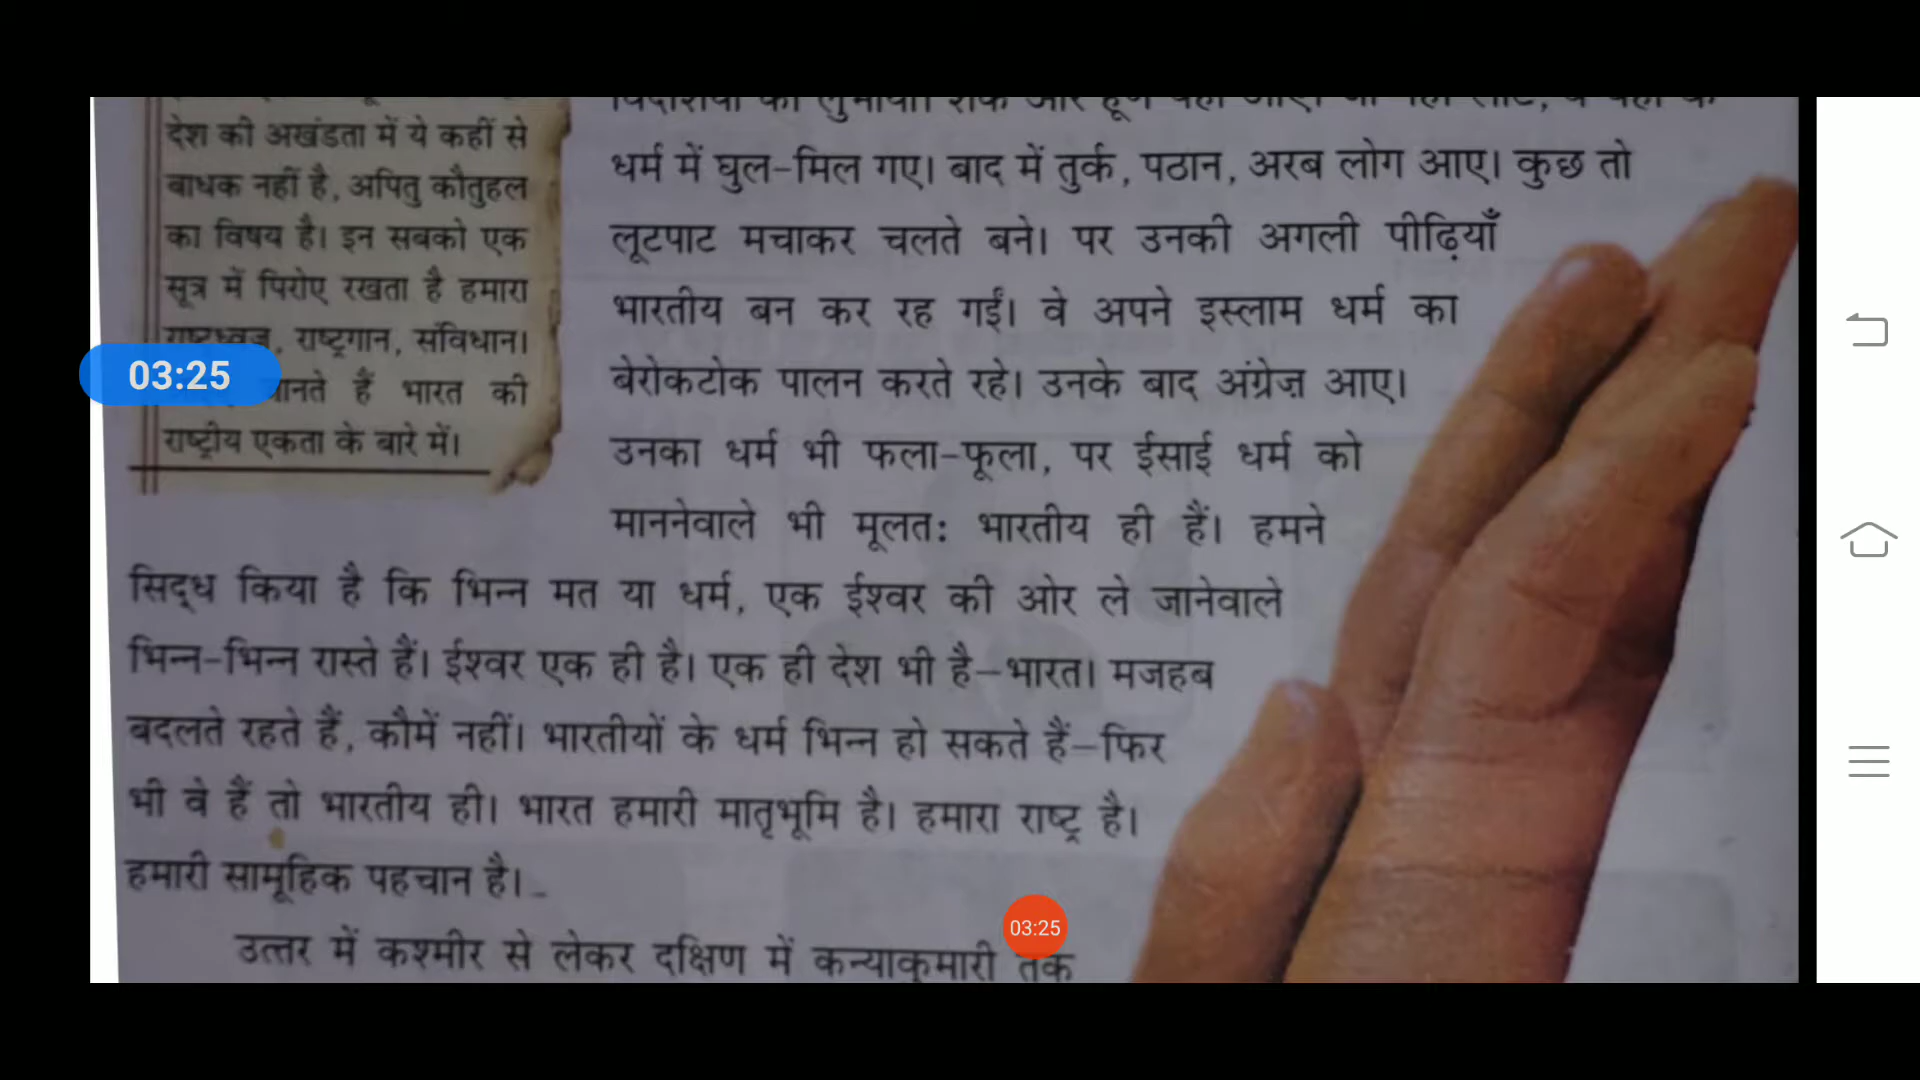 देश की अखंडता में ये कहीं से
बाधक नहीं है, अपितु कौतुहल
का विषय है। इन सबको एक
सूत्र में पिरोए रखता है हमारा
राष्ट्रध्वज, राष्ट्रगान, संविधान।
मानते हैं भारत की
राष्ट्रीय एकता के बारे में।
धर्म में घुल-मिल गए। बाद में तुर्क, पठान, अरब लोग आए। कुछ तो
लूटपाट मचाकर चलते बने। पर उनकी अगली पीढ़ियाँ
भारतीय बन कर रह गईं। वे अपने इस्लाम धर्म का
बेरोकटोक पालन करते रहे। उनके बाद अंग्रेज़ आए।
उनका धर्म भी फला-फूला, पर ईसाई धर्म को
माननेवाले भी मूलत: भारतीय ही हैं। हमने
सिद्ध किया है कि भिन्न मत या धर्म, एक ईश्वर की ओर ले जानेवाले
भिन्न-भिन्न रास्ते हैं। ईश्वर एक ही है। एक ही देश भी है–भारत। मजहब
बदलते रहते हैं, कौमें नहीं। भारतीयों के धर्म भिन्न हो सकते हैं–फिर
भी वे हैं तो भारतीय ही। भारत हमारी मातृभूमि है। हमारा राष्ट्र है।
हमारी सामूहिक पहचान है।
उत्तर में कश्मीर से लेकर दक्षिण में कन्याकुमारी तक
03:25
03:25